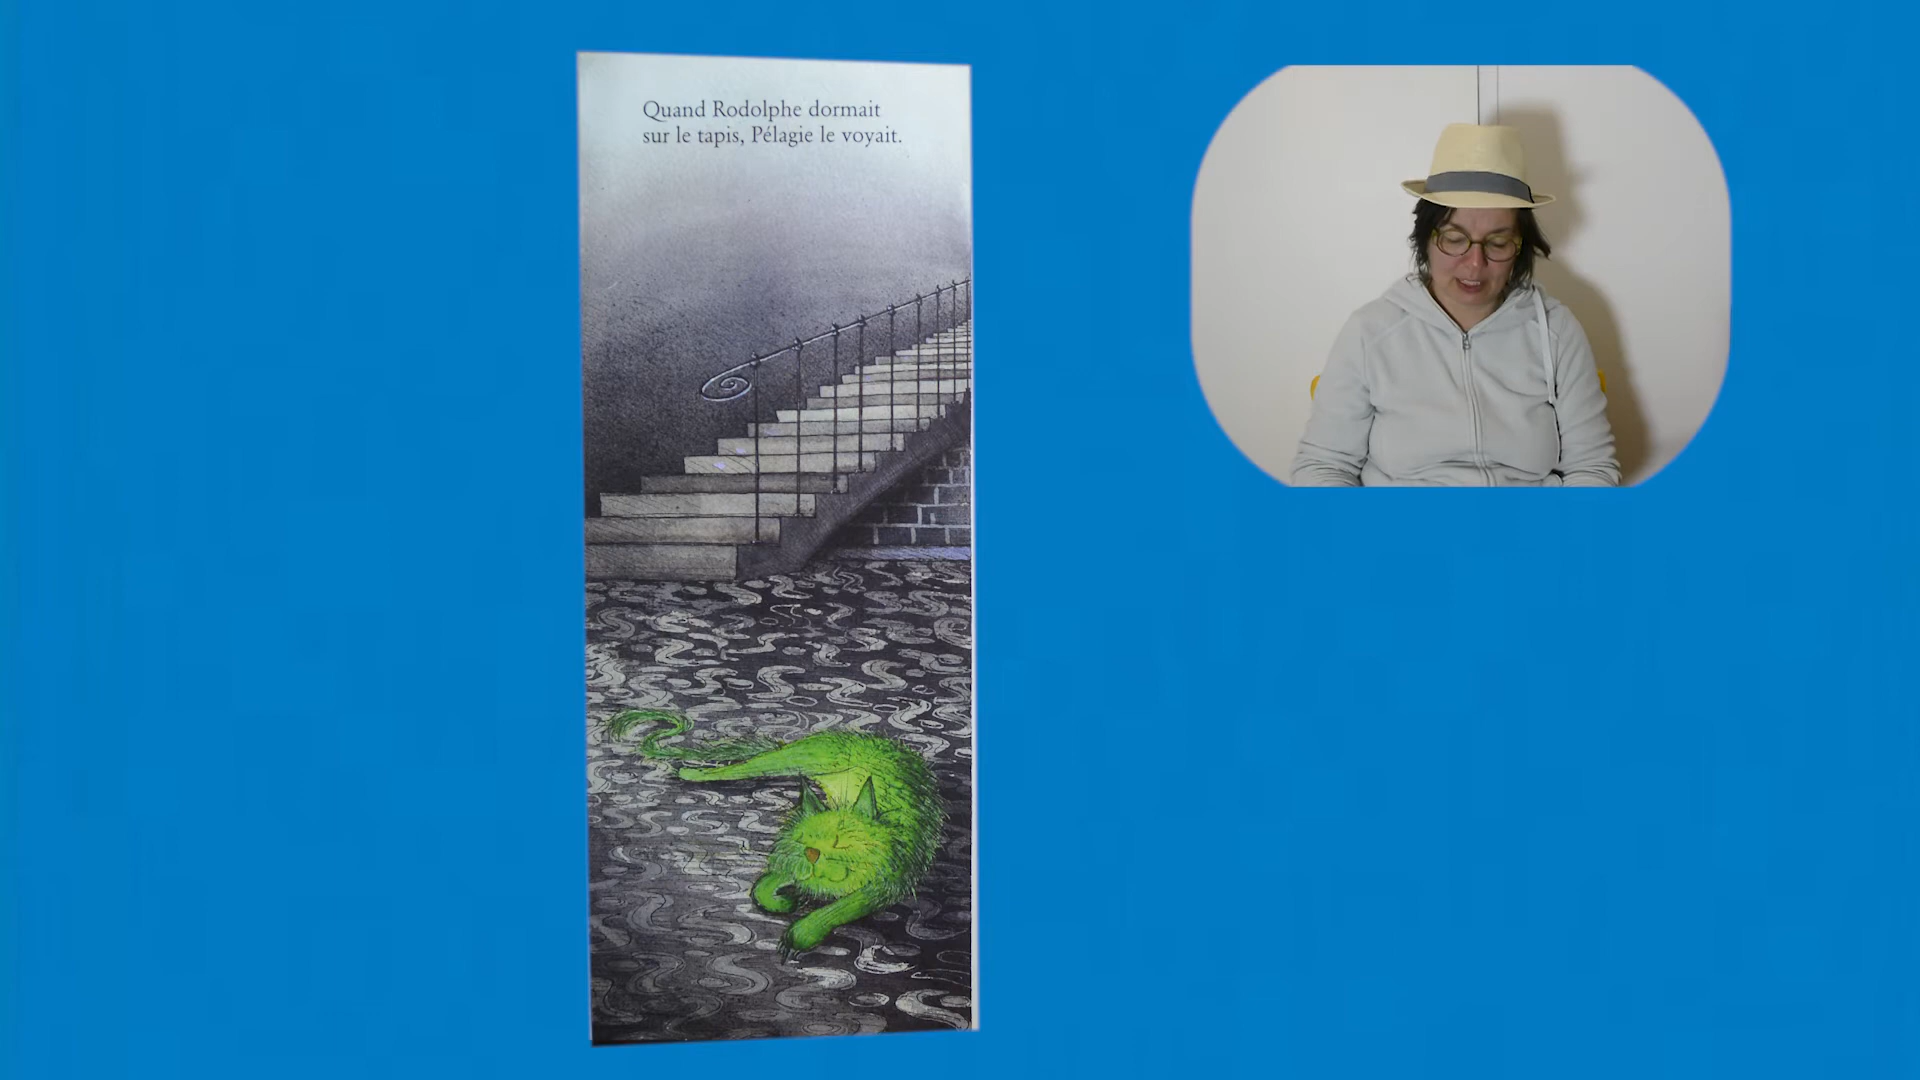 Quand Rodolphe dormait
sur le tapis, Pélagie le voyait.